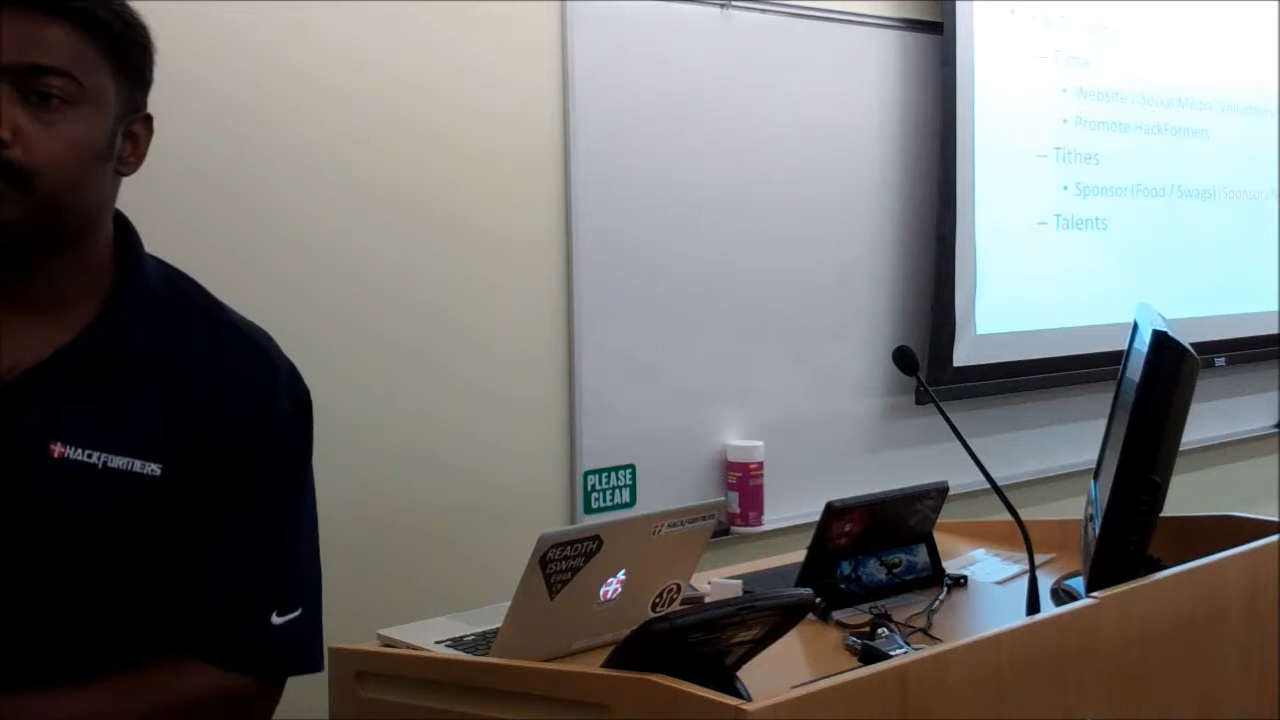 – Time
• Website / Social Media
• Promote HackFormers
– Tithes
• Sponsor (Food / Swags)
– Talents
HACKFORMERS
PLEASE
CLEAN
HACKFORMERS
READTH
ISWHIL